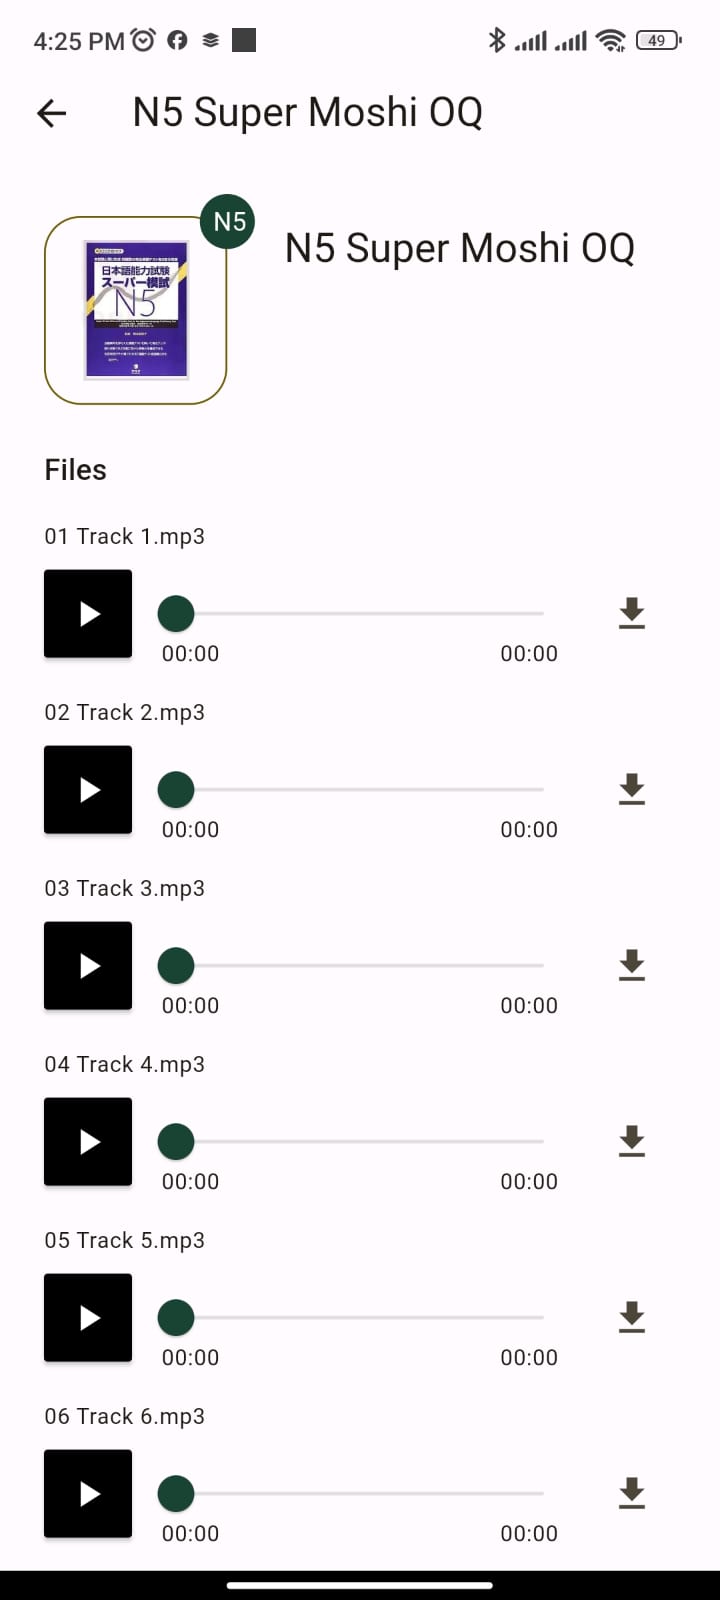 4:25 PM
49
N5 Super Moshi OQ
N5
N5 Super Moshi OQ
日本語能力試験
スーパー模試
N5
Files
01 Track 1.mp3
00:00 00:00
02 Track 2.mp3
00:00 00:00
03 Track 3.mp3
00:00 00:00
04 Track 4.mp3
00:00 00:00
05 Track 5.mp3
00:00 00:00
06 Track 6.mp3
00:00 00:00